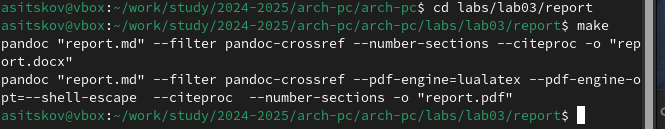 asitskov@vbox:~/work/study/2024-2025/arch-pc/arch-pc$ cd labs/lab03/report
asitskov@vbox:~/work/study/2024-2025/arch-pc/arch-pc/labs/lab03/report$ make
pandoc "report.md" --filter pandoc-crossref --number-sections --citeproc -o "rep
ort.docx"
pandoc "report.md" --filter pandoc-crossref --pdf-engine=lualatex --pdf-engine-o
pt=--shell-escape  --citeproc  --number-sections -o "report.pdf"
asitskov@vbox:~/work/study/2024-2025/arch-pc/arch-pc/labs/lab03/report$